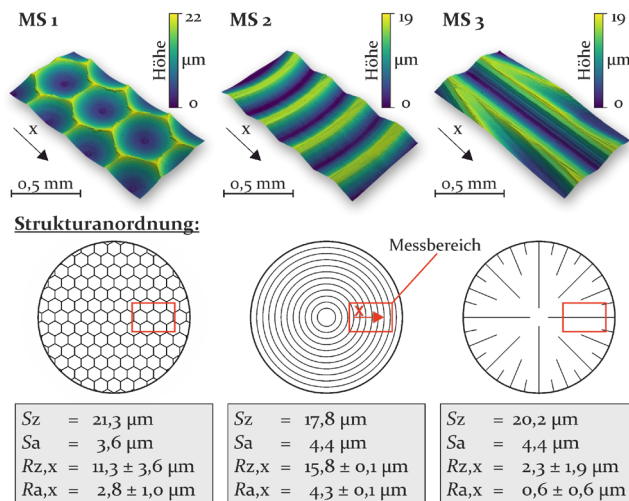 MS 1
MS 2
MS 3
22
19
19
Höhe
µm
Höhe
µm
Höhe
µm
0
0
0
x
x
x
0,5 mm
0,5 mm
0,5 mm
Strukturanordnung:
Messbereich
x
Sz = 21,3 µm
Sa = 3,6 µm
Rz,x = 11,3 ± 3,6 µm
Ra,x = 2,8 ± 1,0 µm
Sz = 17,8 µm
Sa = 4,4 µm
Rz,x = 15,8 ± 0,1 µm
Ra,x = 4,3 ± 0,1 µm
Sz = 20,2 µm
Sa = 4,4 µm
Rz,x = 2,3 ± 1,9 µm
Ra,x = 0,6 ± 0,6 µm